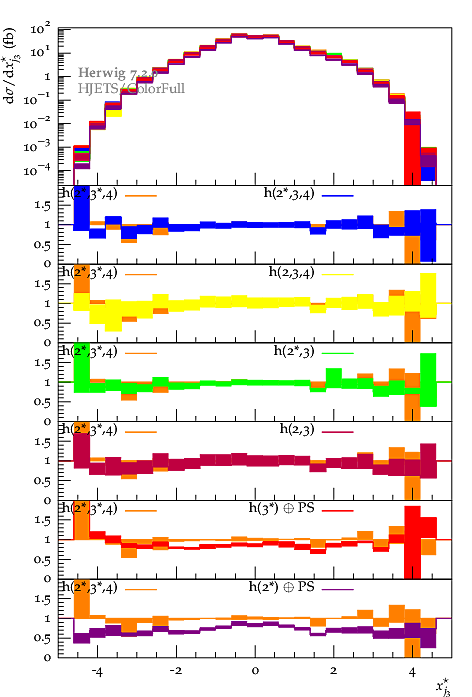 dσ/dx*j3 (fb)
10^2
10^1
1
10^−1
10^−2
10^−3
10^−4
HJETS/ColorFull
h(2*,3*,4) h(2*,3,4)
1.5
1
0.5
0
h(2*,3*,4) h(2,3,4)
1.5
1
0.5
0
h(2*,3*,4) h(2*,3)
1.5
1
0.5
0
h(2*,3*,4) h(2,3)
1.5
1
0.5
0
h(2*,3*,4) h(3*) ⊕ PS
1.5
1
0.5
0
h(2*,3*,4) h(2*) ⊕ PS
1.5
1
0.5
0
-4 -2 0 2 4
x*j3
Herwig